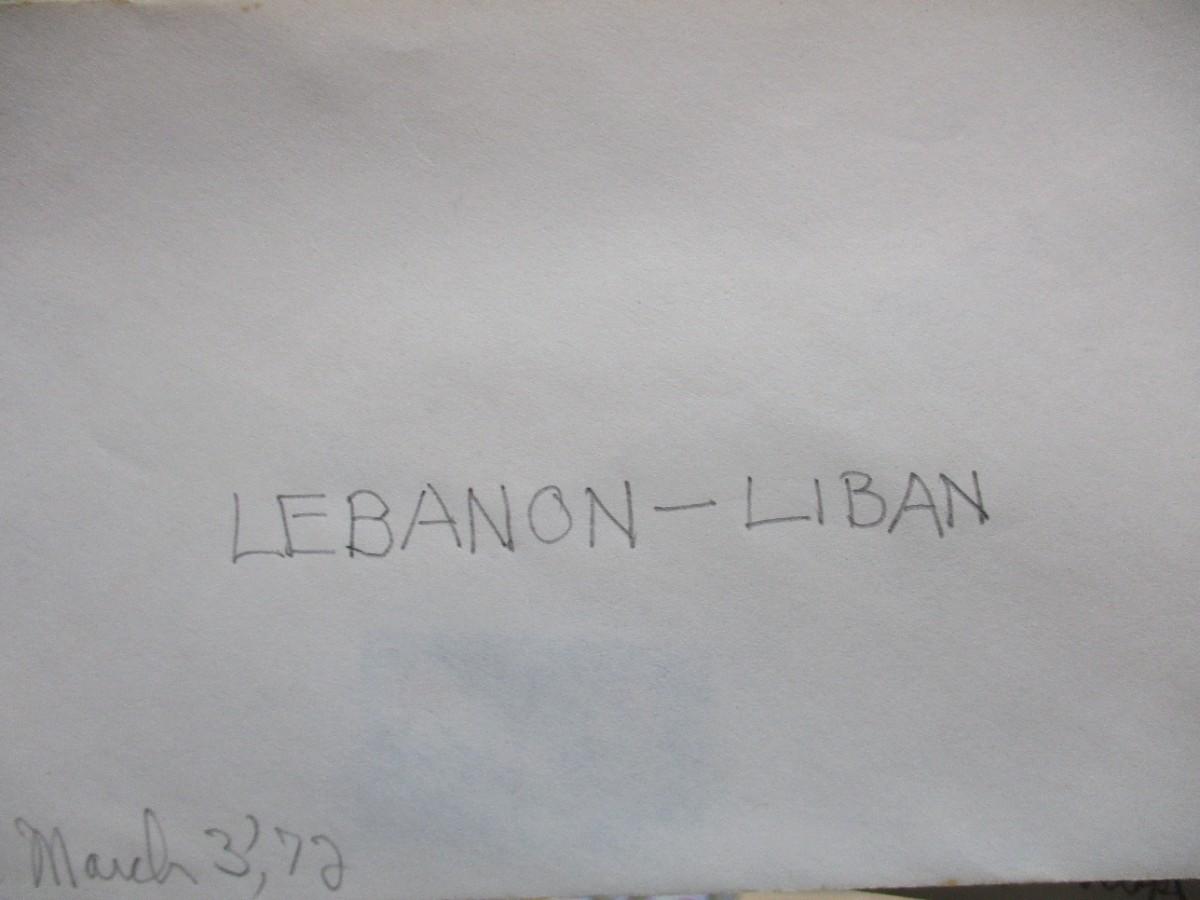 LEBANON - LIBAN
March 3, '72